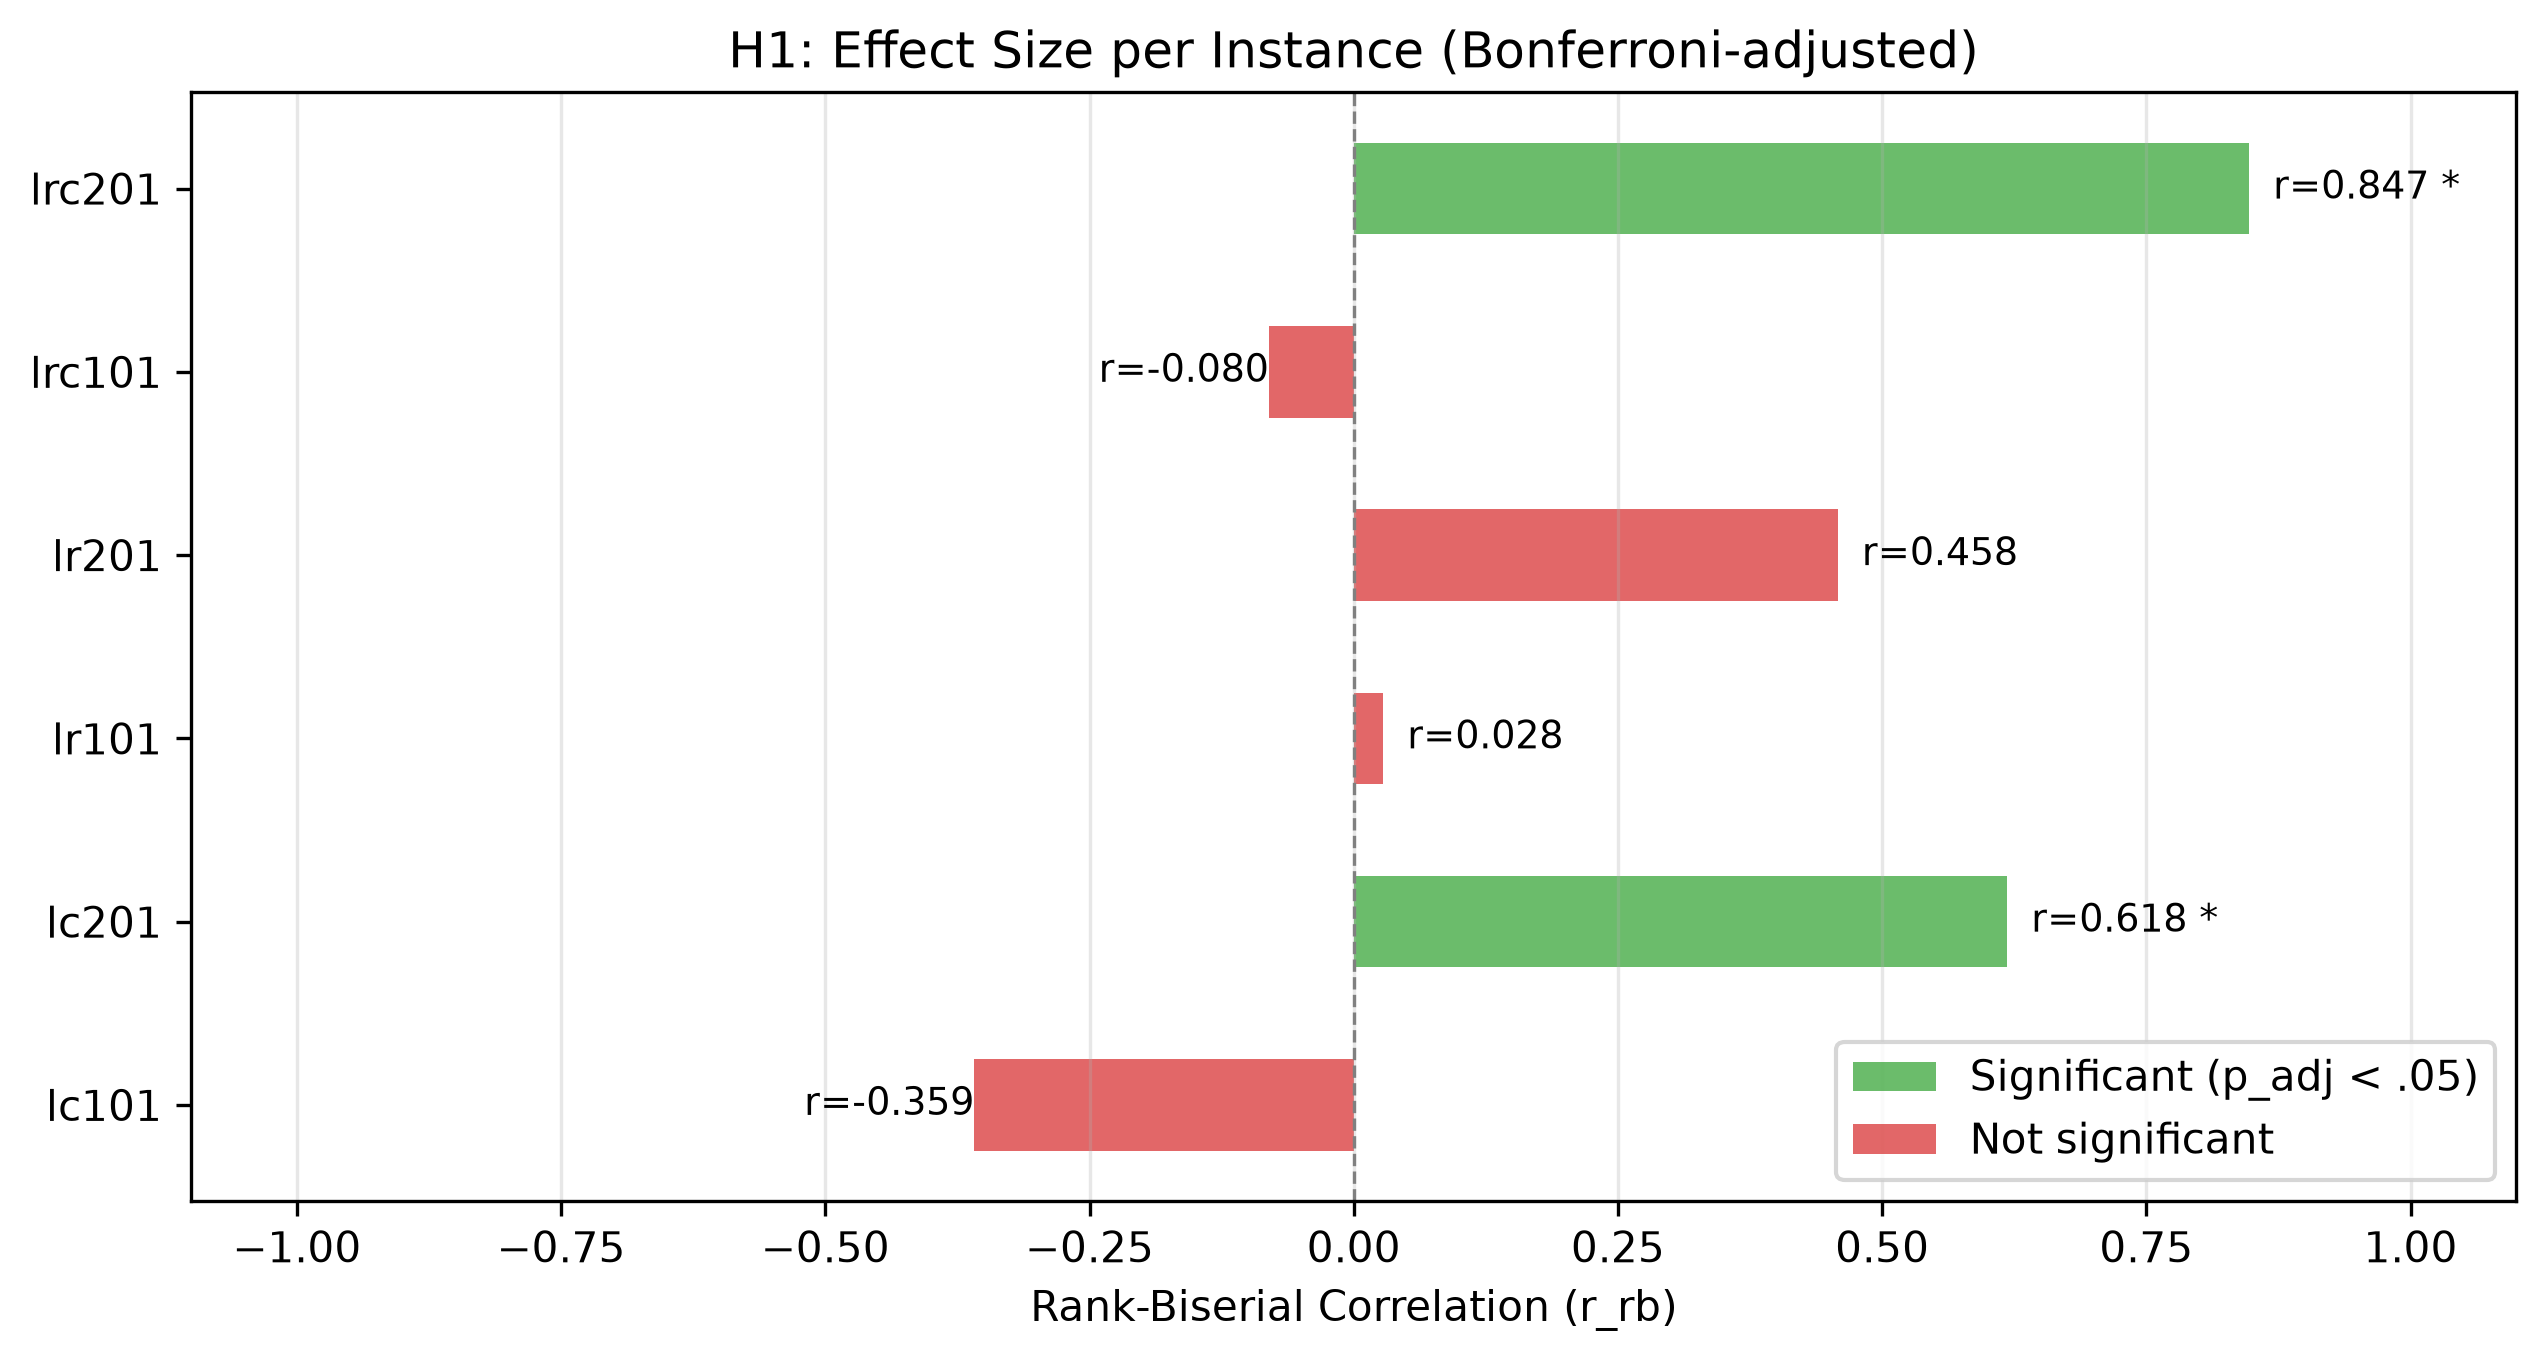 H1: Effect Size per Instance (Bonferroni-adjusted)
lrc201
r=0.847 *
lrc101
r=-0.080
lr201
r=0.458
lr101
r=0.028
lc201
r=0.618 *
lc101
r=-0.359
Significant (p_adj < .05)
Not significant
−1.00 −0.75 −0.50 −0.25 0.00 0.25 0.50 0.75 1.00
Rank-Biserial Correlation (r_rb)